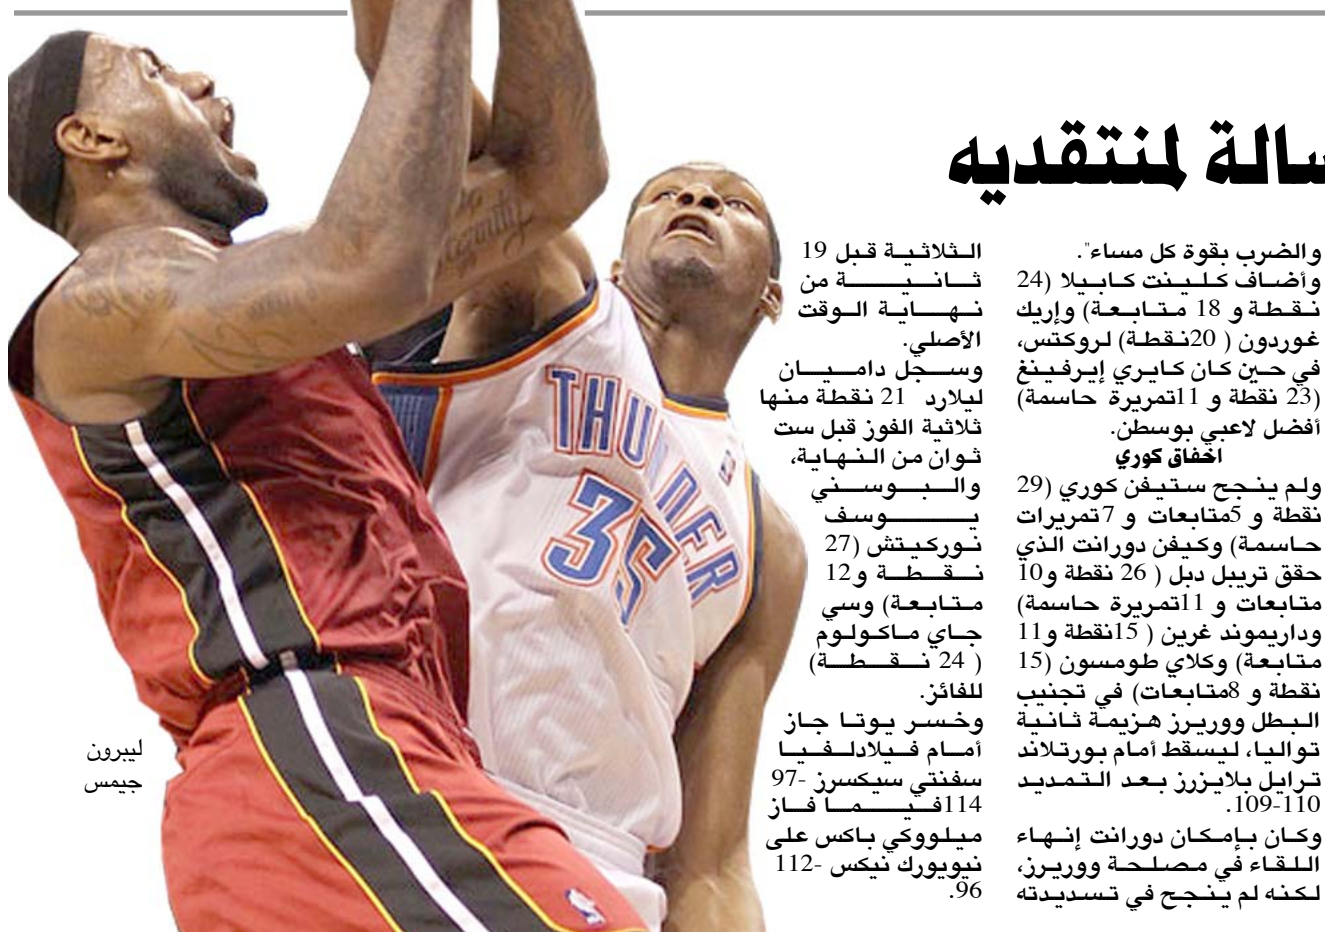 سالة لمنتقديه
والضرب بقوة كل مساء".
وأضاف كلينت كابيلا (24
نقطة و 18 متابعة) وإريك
غوردون ( 20نقطة) لروكتس،
في حين كان كايري إيرفينغ
(23 نقطة و 11تمريرة حاسمة)
أفضل لاعبي بوسطن.
اخفاق كوري
ولم ينجح ستيفن كوري (29
نقطة و 5متابعات و 7تمريرات
حاسمة) وكيفن دورانت الذي
حقق تريبل دبل ( 26 نقطة و10
متابعات و 11تمريرة حاسمة)
وداريموند غرين ( 15نقطة و11
متابعة) وكلاي طومسون (15
نقطة و 8متابعات) في تجنيب
البطل ووريرز هزيمة ثانية
تواليا، ليسقط أمام بورتلاند
ترايل بلايزرز بعد التمديد
109-110.
وكان بإمكان دورانت إنهاء
اللقاء في مصلحة ووريرز،
لكنه لم ينجح في تسديدته
الثلاثية قبل 19
ثانية من
نهاية الوقت
الأصلي.
وسجل داميان
ليلارد 21 نقطة منها
ثلاثية الفوز قبل ست
ثوان من النهاية،
والبوسني
يوسف
نوركيتش (27
نقطة و12
متابعة) وسي
جاي ماكولوم
( 24 نقطة)
للفائز.
وخسر يوتا جاز
أمام فيلادلفيا
سفنتي سيكسرز -97
114فيما فاز
ميلووكي باكس على
نيويورك نيكس -112
96.
THUNDER
35
ليبرون
جيمس